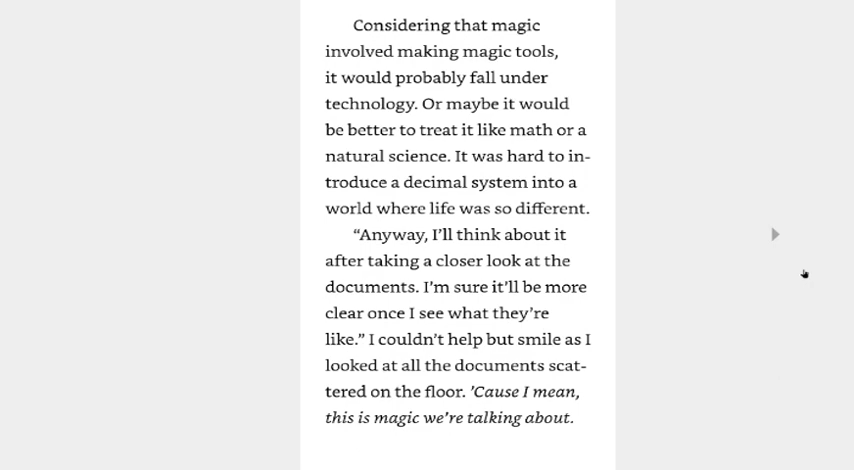 Considering that magic
involved making magic tools,
it would probably fall under
technology. Or maybe it would
be better to treat it like math or a
natural science. It was hard to in-
troduce a decimal system into a
world where life was so different.
“Anyway, I’ll think about it
after taking a closer look at the
documents. I’m sure it’ll be more
clear once I see what they’re
like.” I couldn’t help but smile as I
looked at all the documents scat-
tered on the floor. ’Cause I mean,
this is magic we’re talking about.